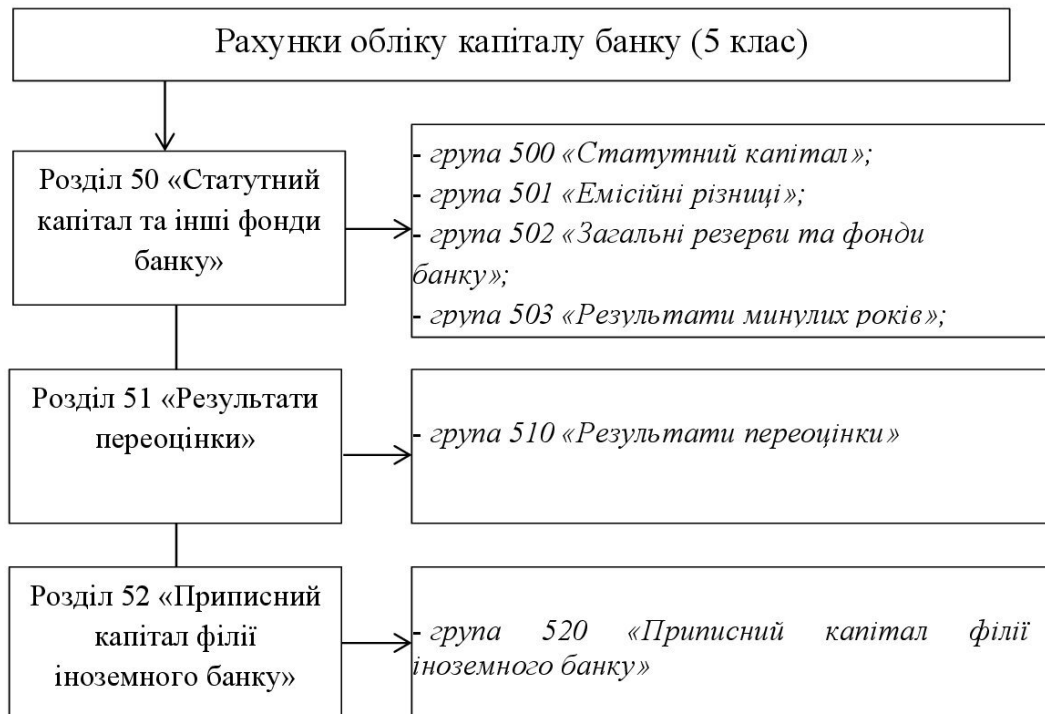 Рахунки обліку капіталу банку (5 клас)
Розділ 50 «Статутний
капітал та інші фонди
банку»
- група 500 «Статутний капітал»;
- група 501 «Емісійні різниці»;
- група 502 «Загальні резерви та фонди
банку»;
- група 503 «Результати минулих років»;
Розділ 51 «Результати
переоцінки»
- група 510 «Результати переоцінки»
Розділ 52 «Приписний
капітал філії
іноземного банку»
- група 520 «Приписний капітал філії
іноземного банку»